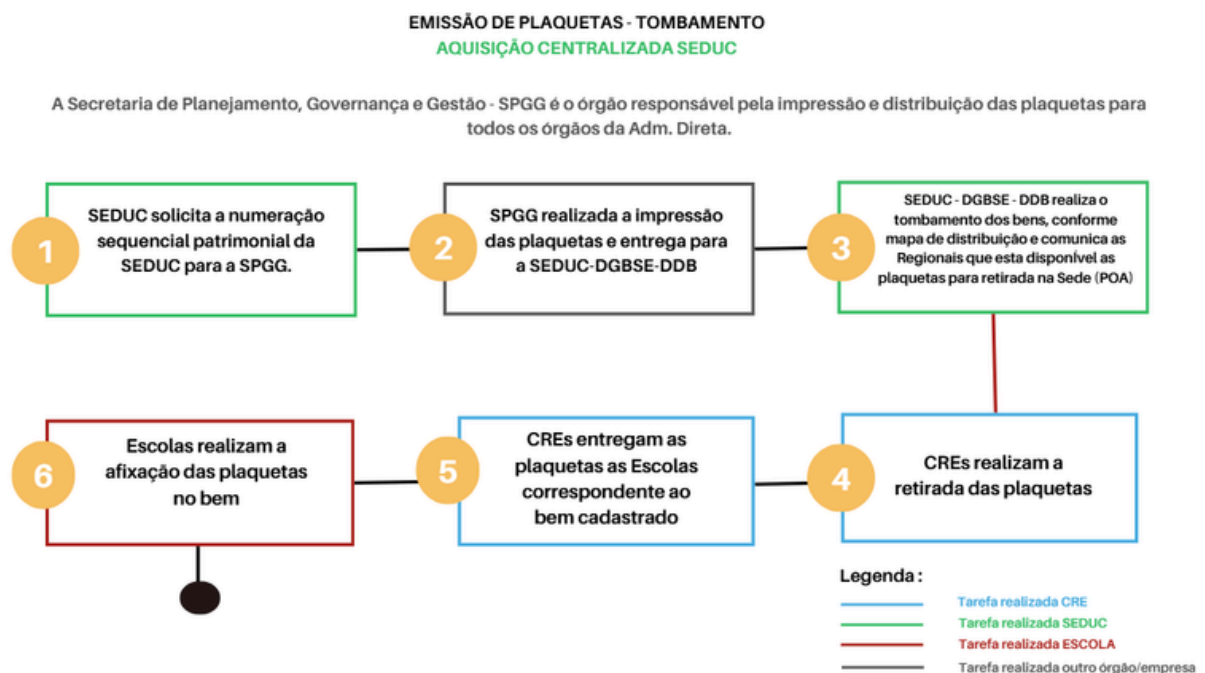 EMISSÃO DE PLAQUETAS - TOMBAMENTO
AQUISIÇÃO CENTRALIZADA SEDUC
A Secretaria de Planejamento, Governança e Gestão - SPGG é o órgão responsável pela impressão e distribuição das plaquetas para
todos os órgãos da Adm. Direta.
1
SEDUC solicita a numeração
sequencial patrimonial da
SEDUC para a SPGG.
2
SPGG realizada a impressão
das plaquetas e entrega para
a SEDUC-DGBSE-DDB
3
SEDUC - DGBSE - DDB realiza o
tombamento dos bens, conforme
mapa de distribuição e comunica as
Regionais que esta disponível as
plaquetas para retirada na Sede (POA)
4
CREs realizam a
retirada das plaquetas
5
CREs entregam as
plaquetas as Escolas
correspondente ao
bem cadastrado
6
Escolas realizam a
afixação das plaquetas
no bem
Legenda :
Tarefa realizada CRE
Tarefa realizada SEDUC
Tarefa realizada ESCOLA
Tarefa realizada outro órgão/empresa